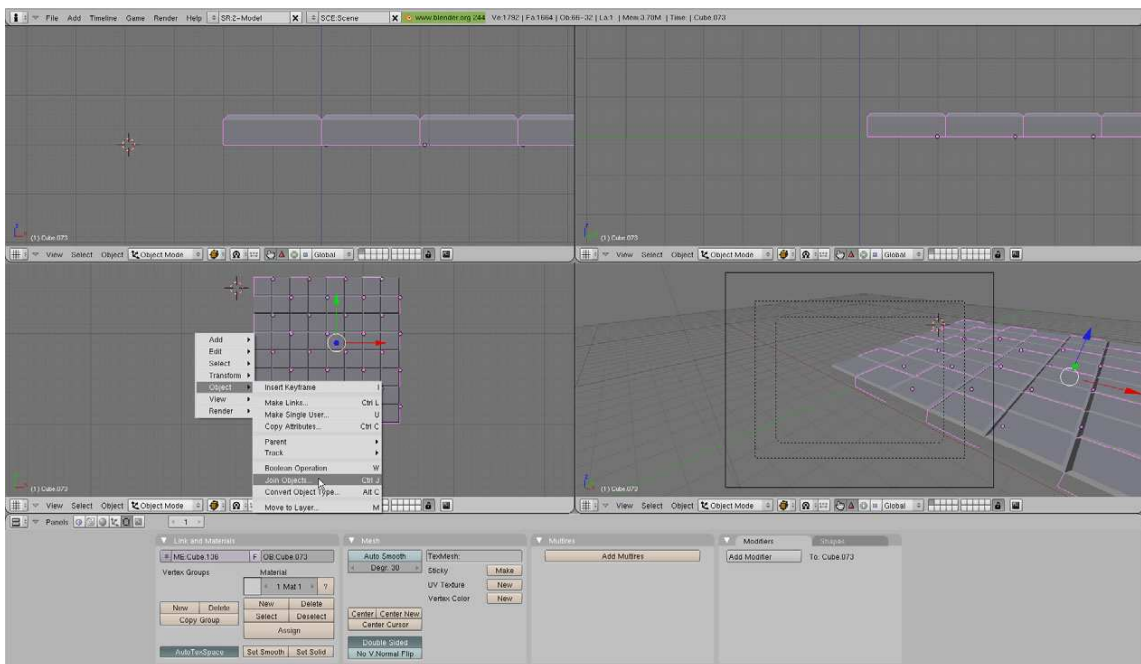 File Add Timeline Game Render Help SR:2-Model SCE:Scene www.blender.org 244 Ve:1792 | Fa:1664 | Ob:66-32 | La:1 | Mem:3.70M | Time: | Cube.073
(1) Cube.073
(1) Cube.073
View Select Object Object Mode Global
View Select Object Object Mode Global
Add
Edit
Select
Transform
Object
View
Render
Insert Keyframe I
Make Links... Ctrl L
Make Single User... U
Copy Attributes... Ctrl C
Parent
Track
Boolean Operation W
Join Objects... Ctrl J
Convert Object Type... Alt C
Move to Layer... M
(1) Cube.073
(1) Cube.073
View Select Object Object Mode
View Select Object Object Mode Global
Panels 1
Link and Materials
ME:Cube.136 F OB:Cube.073
Vertex Groups Material
1 Mat 1 ?
New Delete New Delete
Copy Group Select Deselect
Assign
AutoTexSpace Set Smooth Set Solid
Mesh
Auto Smooth TexMesh:
Degr: 30 Sticky Make
UV Texture New
Vertex Color New
Center Center New
Center Cursor
Double Sided
No V.Normal Flip
Multires
Add Multires
Modifiers Shapes
Add Modifier To: Cube.073